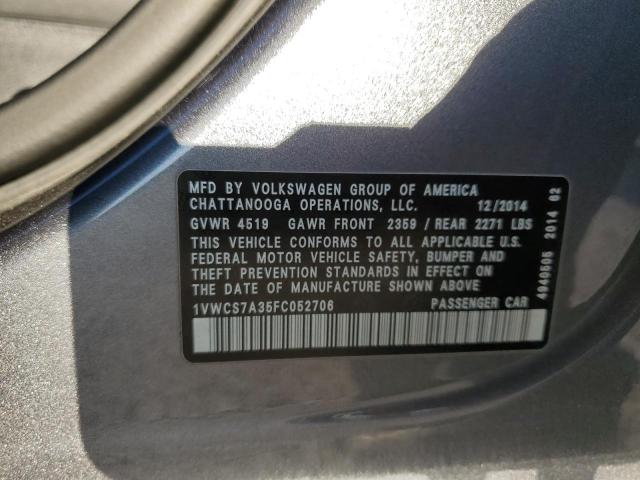 MFD BY VOLKSWAGEN GROUP OF AMERICA
CHATTANOOGA OPERATIONS, LLC. 12/2014
GVWR 4519 GAWR FRONT 2359 / REAR 2271 LBS
THIS VEHICLE CONFORMS TO ALL APPLICABLE U.S.
FEDERAL MOTOR VEHICLE SAFETY, BUMPER AND
THEFT PREVENTION STANDARDS IN EFFECT ON
THE DATE OF MANUFACTURE SHOWN ABOVE
1VWCS7A35FC052706 PASSENGER CAR
4949505 2014 02